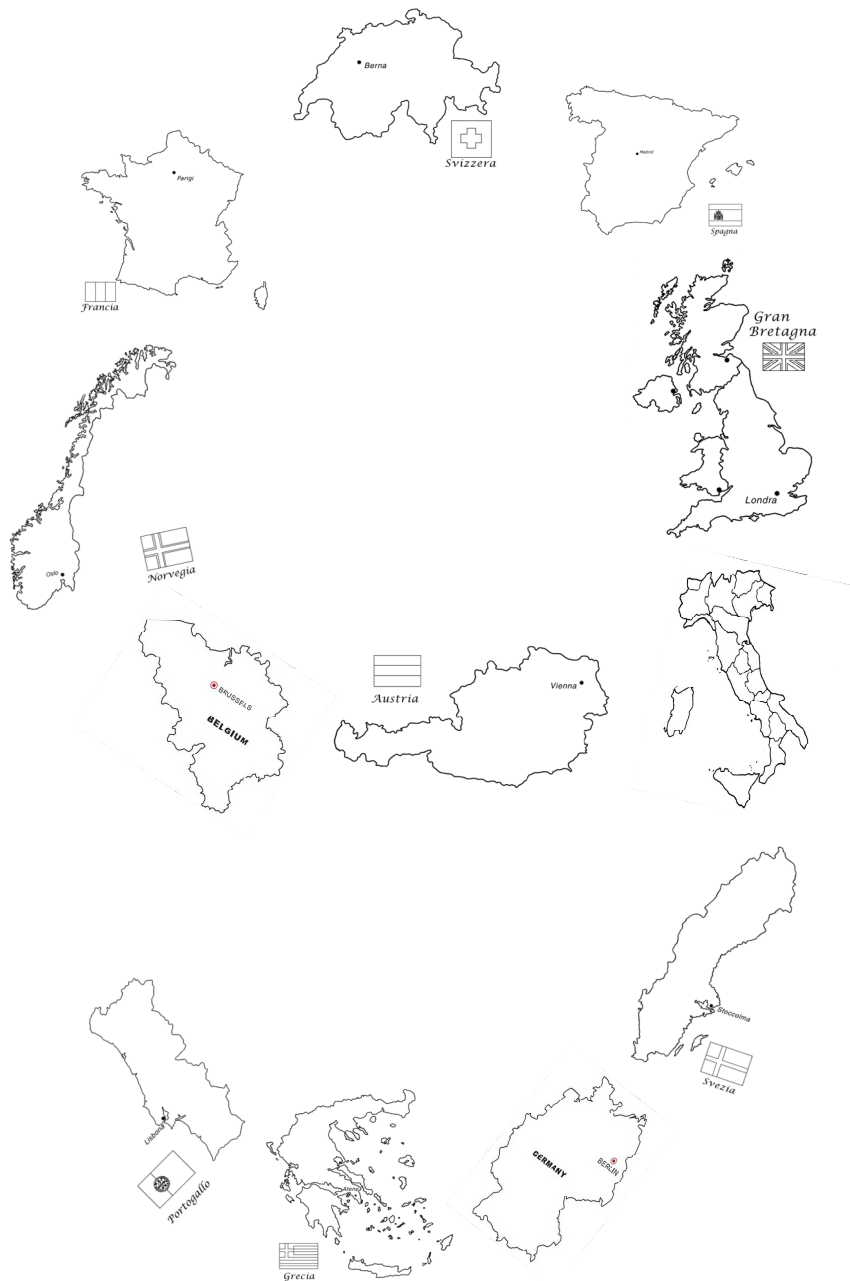 Berna
Svizzera
Madrid
Spagna
Parigi
Francia
Gran
Bretagna
Londra
Oslo
Norvegia
BRUSSELS
BELGIUM
Austria
Vienna
Stoccolma
Svezia
Lisbona
Portogallo
Atene
Grecia
GERMANY
BERLIN